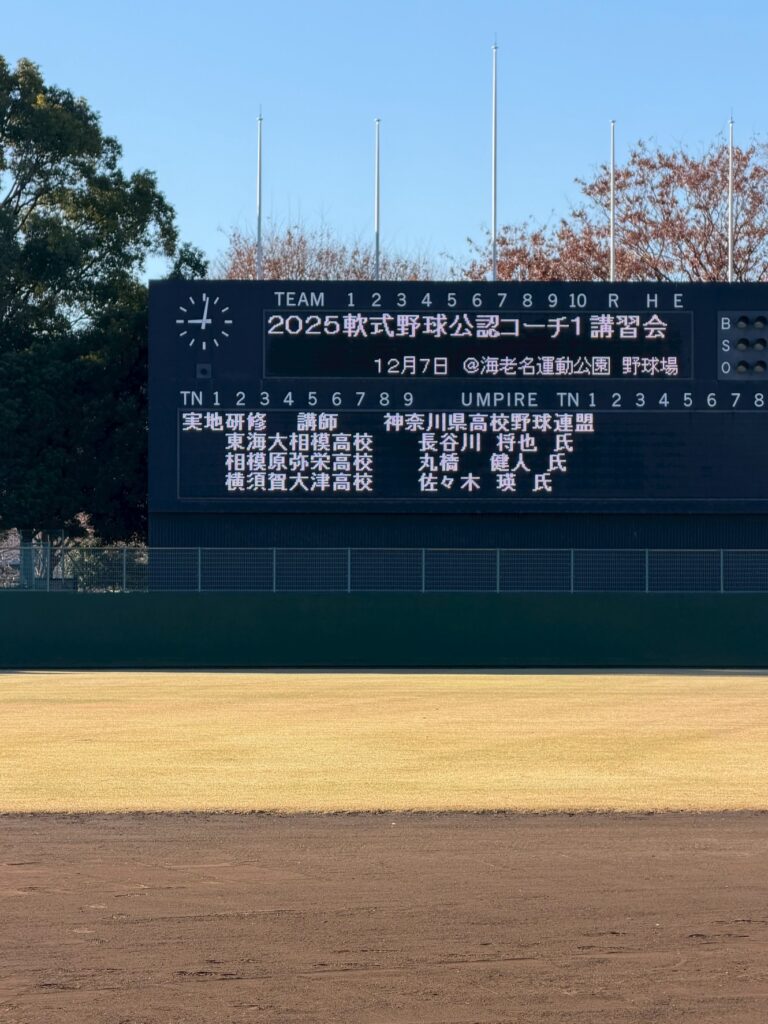 TEAM 1 2 3 4 5 6 7 8 9 10 R H E
2025軟式野球公認コーチ1講習会
12月7日 @海老名運動公園 野球場
B
S
O
TN 1 2 3 4 5 6 7 8 9 UMPIRE TN 1 2 3 4 5 6 7 8
実地研修 講師 神奈川県高校野球連盟
東海大相模高校 長谷川 将也 氏
相模原弥栄高校 丸橋 健人 氏
横須賀大津高校 佐々木 瑛 氏